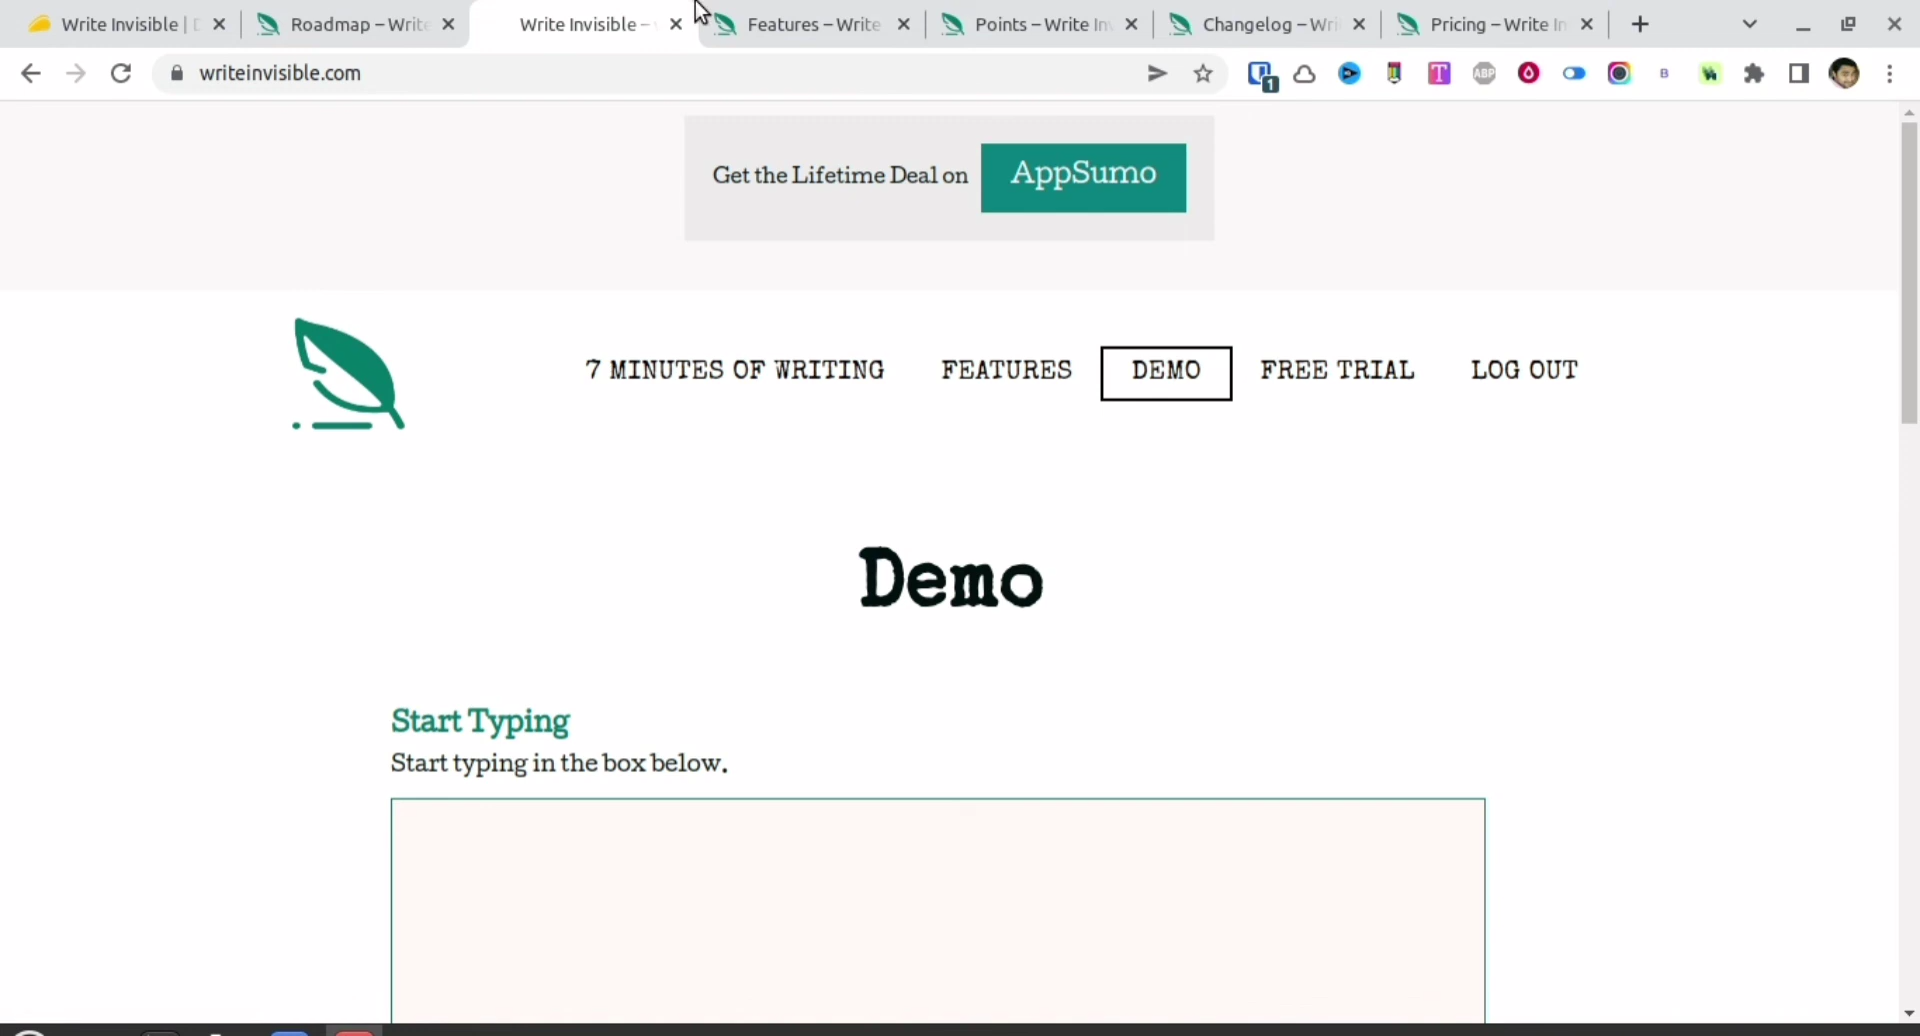 Write Invisible |
Roadmap – Write
Write Invisible –
Features – Write
Points – Write In
Changelog – Wri
Pricing – Write In
writeinvisible.com
1
T
ABP
B
Get the Lifetime Deal on
AppSumo
7 MINUTES OF WRITING
FEATURES
DEMO
FREE TRIAL
LOG OUT
Demo
Start Typing
Start typing in the box below.